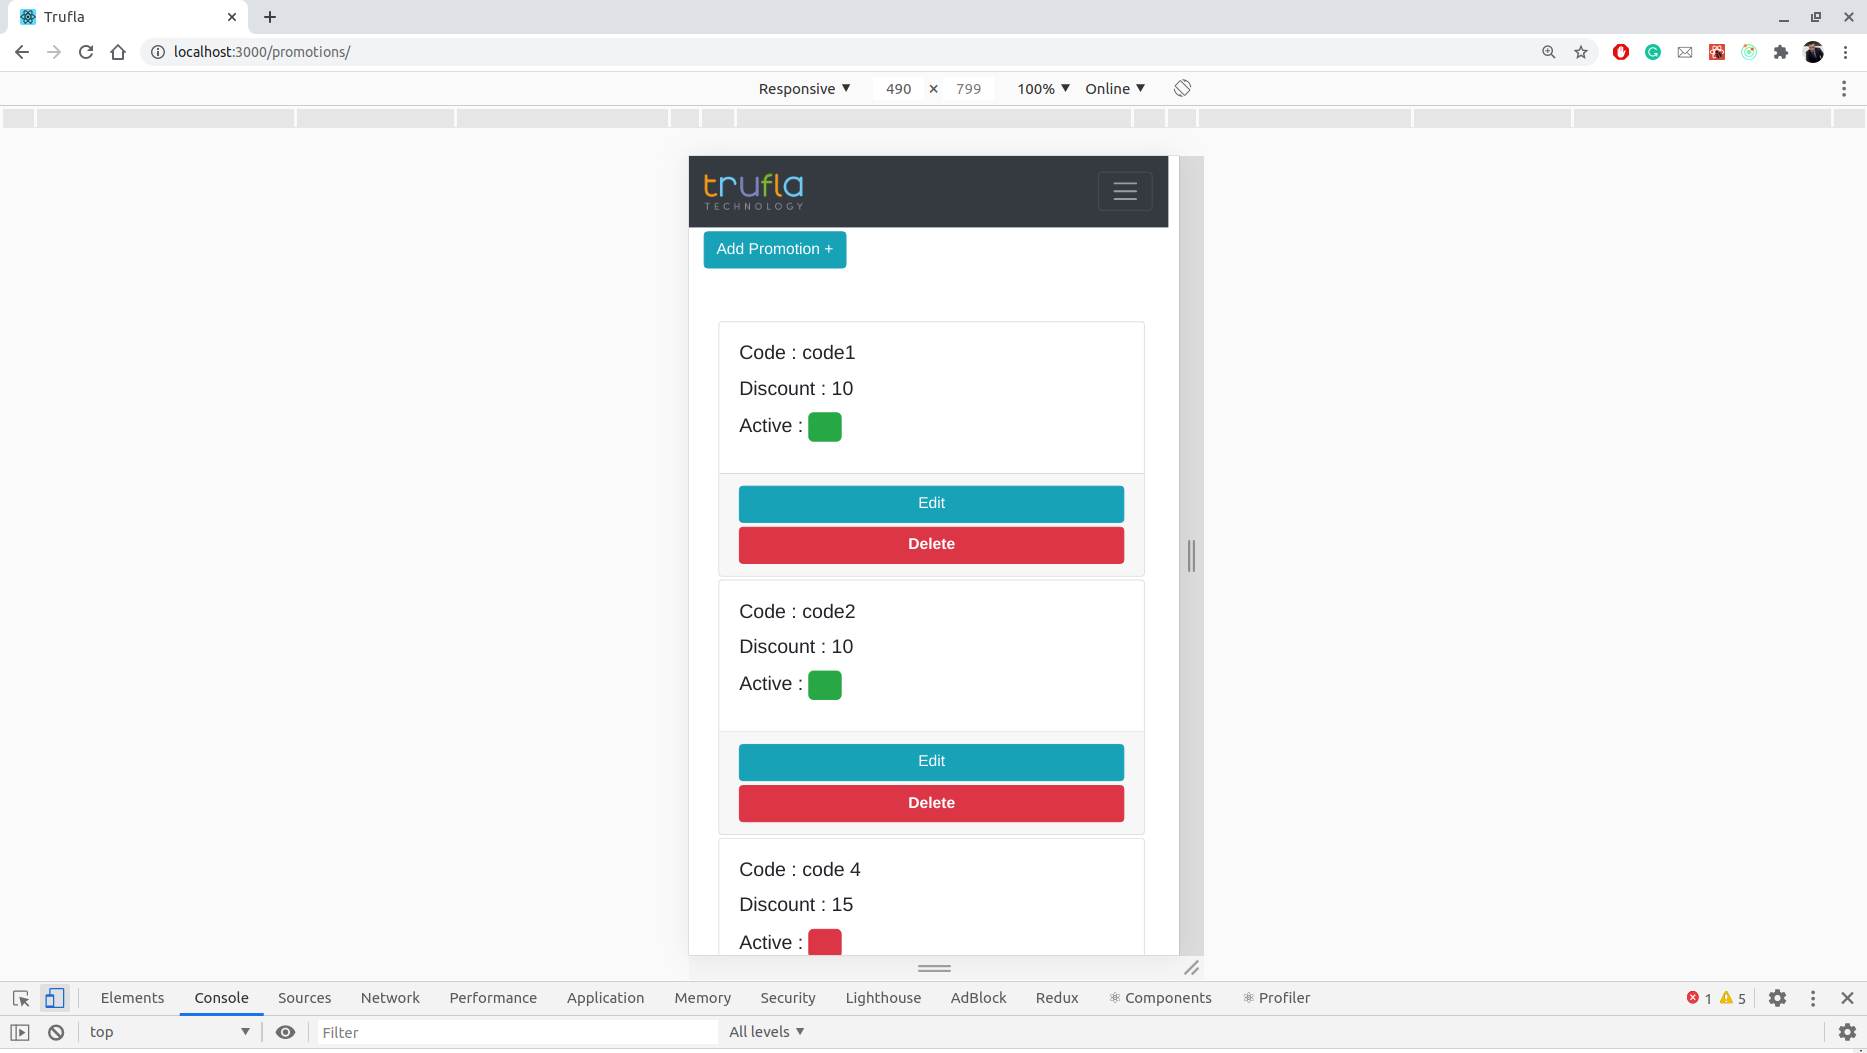 Trufla
localhost:3000/promotions/
Responsive 490 × 799 100% Online
trufla
TECHNOLOGY
Add Promotion +
Code : code1
Discount : 10
Active :
Edit
Delete
Code : code2
Discount : 10
Active :
Edit
Delete
Code : code 4
Discount : 15
Active :
Elements Console Sources Network Performance Application Memory Security Lighthouse AdBlock Redux Components Profiler 1 5
top Filter All levels